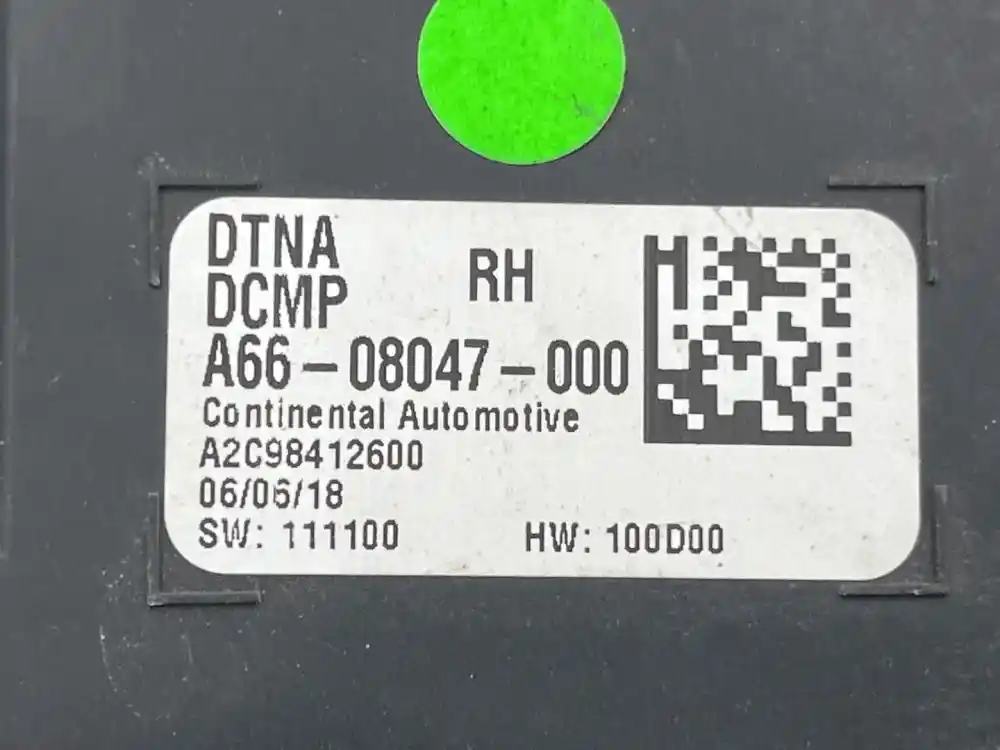 DTNA
DCMP RH
A66-08047-000
Continental Automotive
A2C98412600
06/06/18
SW: 111100 HW: 100D00